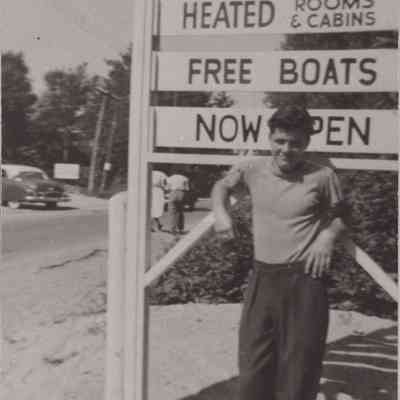 HEATED ROOMS
& CABINS
FREE BOATS
NOW OPEN